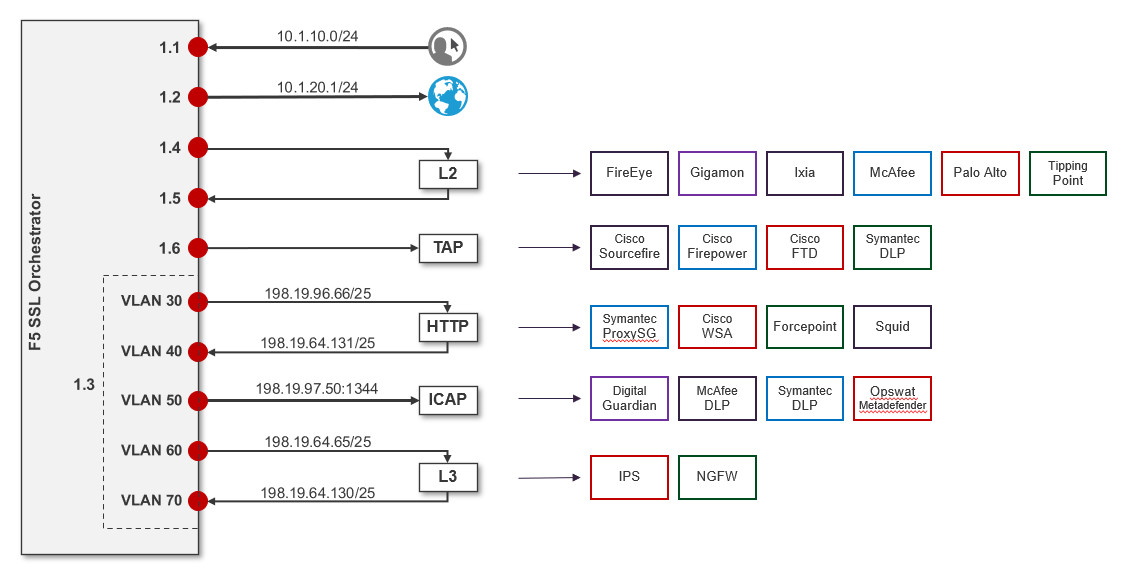 F5 SSL Orchestrator
1.1
10.1.10.0/24
1.2
10.1.20.1/24
1.4
1.5
L2
FireEye
Gigamon
Ixia
McAfee
Palo Alto
Tipping
Point
1.6
TAP
Cisco
Sourcefire
Cisco
Firepower
Cisco
FTD
Symantec
DLP
1.3
VLAN 30
198.19.96.66/25
VLAN 40
198.19.64.131/25
HTTP
Symantec
ProxySG
Cisco
WSA
Forcepoint
Squid
VLAN 50
198.19.97.50:1344
ICAP
Digital
Guardian
McAfee
DLP
Symantec
DLP
Opswat
Metadefender
VLAN 60
198.19.64.65/25
VLAN 70
198.19.64.130/25
L3
IPS
NGFW